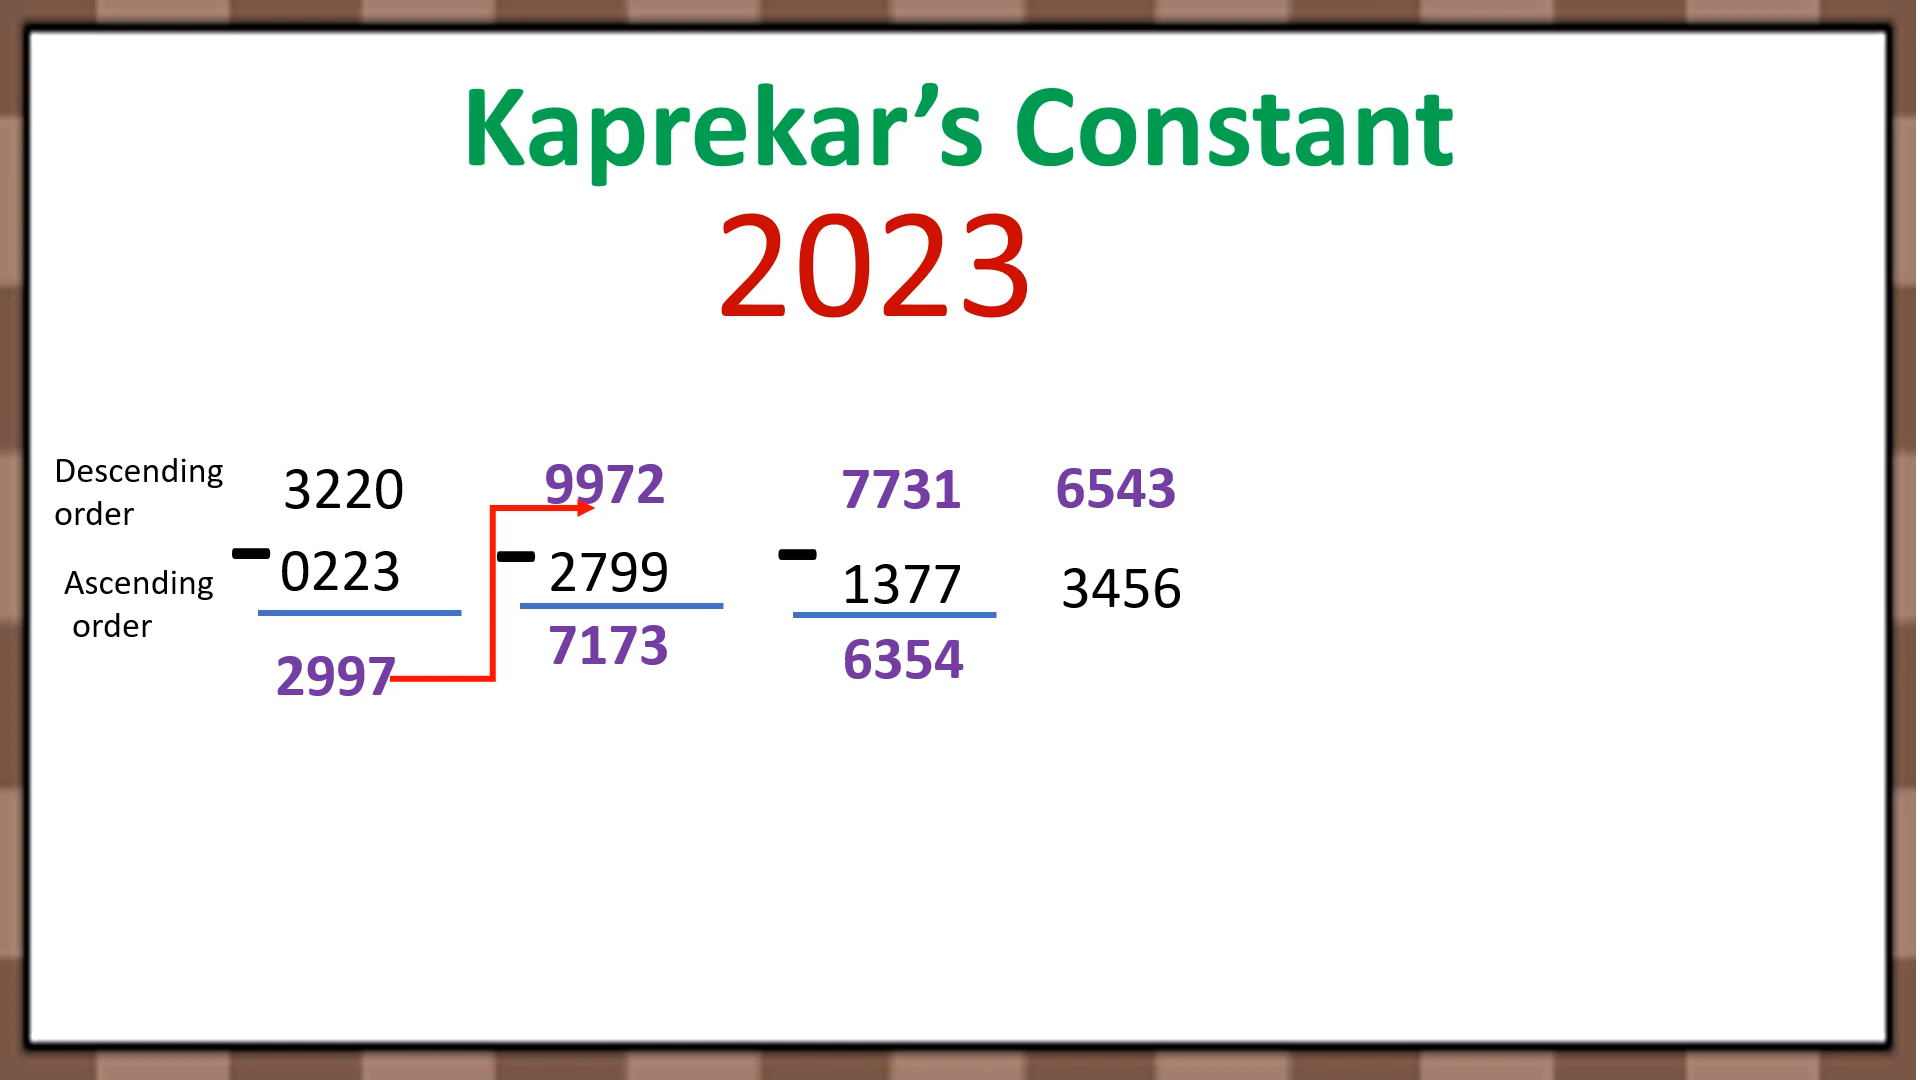 Kaprekar’s Constant
2023
Descending
order
3220
9972
7731
6543
Ascending
order
- 0223
- 2799
- 1377
3456
2997
7173
6354